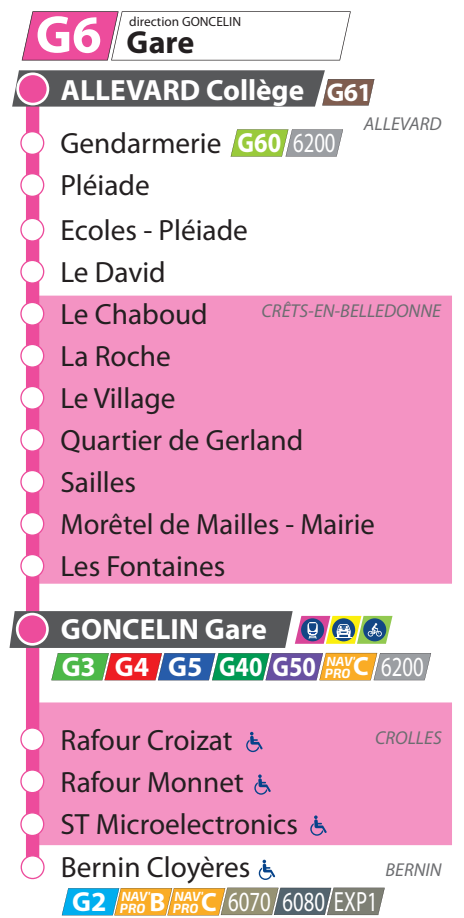 G6 direction GONCELIN
Gare
ALLEVARD Collège G61
ALLEVARD
Gendarmerie G60 6200
Pléiade
Ecoles - Pléiade
Le David
Le Chaboud CRÊTS-EN-BELLEDONNE
La Roche
Le Village
Quartier de Gerland
Sailles
Morêtel de Mailles - Mairie
Les Fontaines
GONCELIN Gare
G3 G4 G5 G40 G50 NAV' PRO C 6200
Rafour Croizat CROLLES
Rafour Monnet
ST Microelectronics
Bernin Cloyères BERNIN
G2 NAV' PRO B NAV' PRO C 6070 6080 EXP1